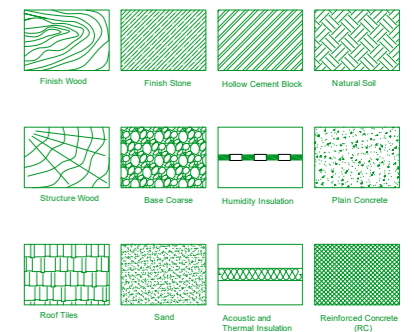 Finish Wood
Finish Stone
Hollow Cement Block
Natural Soil
Structure Wood
Base Coarse
Humidity Insulation
Plain Concrete
Roof Tiles
Sand
Acoustic and
Thermal Insulation
Reinforced Concrete
(RC)